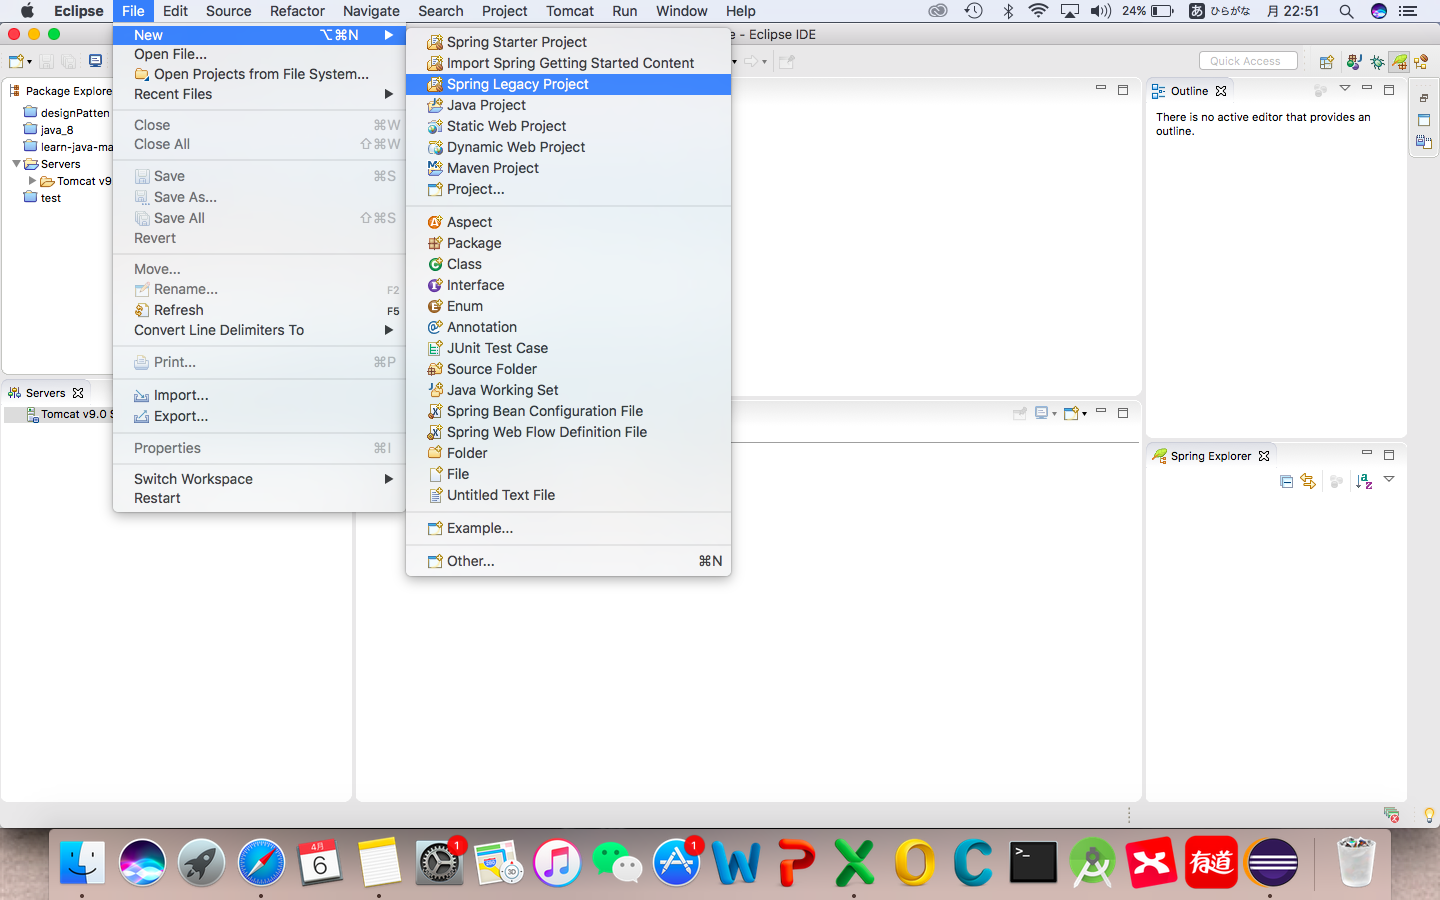 Eclipse File Edit Source Refactor Navigate Search Project Tomcat Run Window Help 24% あ ひらがな 月 22:51
e - Eclipse IDE
New ⌥⌘N
Open File...
Open Projects from File System...
Recent Files
Close ⌘W
Close All ⇧⌘W
Save ⌘S
Save As...
Save All ⇧⌘S
Revert
Move...
Rename... F2
Refresh F5
Convert Line Delimiters To
Print... ⌘P
Import...
Export...
Properties ⌘I
Switch Workspace
Restart
Spring Starter Project
Import Spring Getting Started Content
Spring Legacy Project
Java Project
Static Web Project
Dynamic Web Project
Maven Project
Project...
Aspect
Package
Class
Interface
Enum
Annotation
JUnit Test Case
Source Folder
Java Working Set
Spring Bean Configuration File
Spring Web Flow Definition File
Folder
File
Untitled Text File
Example...
Other... ⌘N
Package Explore
designPatten
java_8
learn-java-ma
Servers
Tomcat v9
test
Servers
Tomcat v9.0 S
Quick Access
Outline
There is no active editor that provides an
outline.
Spring Explorer
4月
6
1
280
3D
1
W P X O C
>_
有道